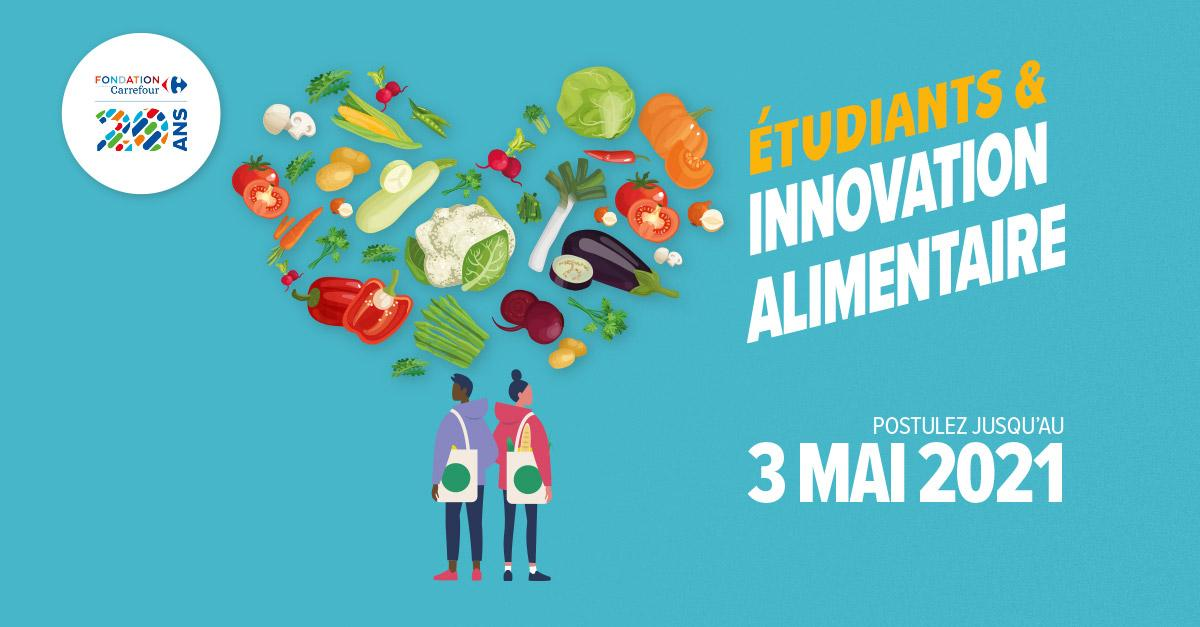 FONDATION
Carrefour
20 ANS
ÉTUDIANTS &
INNOVATION
ALIMENTAIRE
POSTULEZ JUSQU'AU
3 MAI 2021